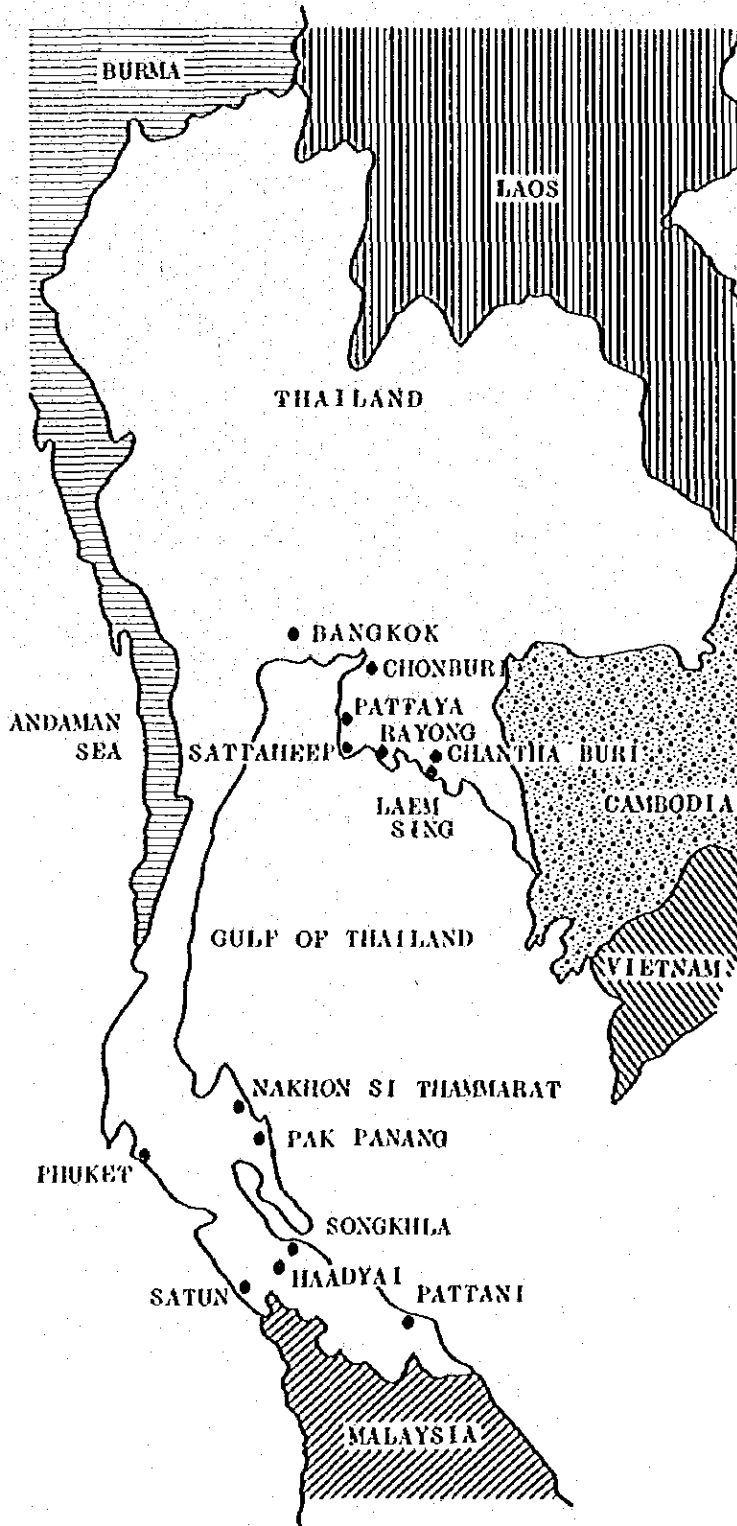 BURMA
LAOS
THAILAND
BANGKOK
CHONBURI
PATTAYA
RAYONG
ANDAMAN
SEA
SATTAHEEP
CHANTHA BURI
LAEM
SING
CAMBODIA
GULF OF THAILAND
VIETNAM
NAKHON SI THAMMARAT
PAK PANANG
PHUKET
SONGKHLA
HAADYAI
SATUN
PATTANI
MALAYSIA